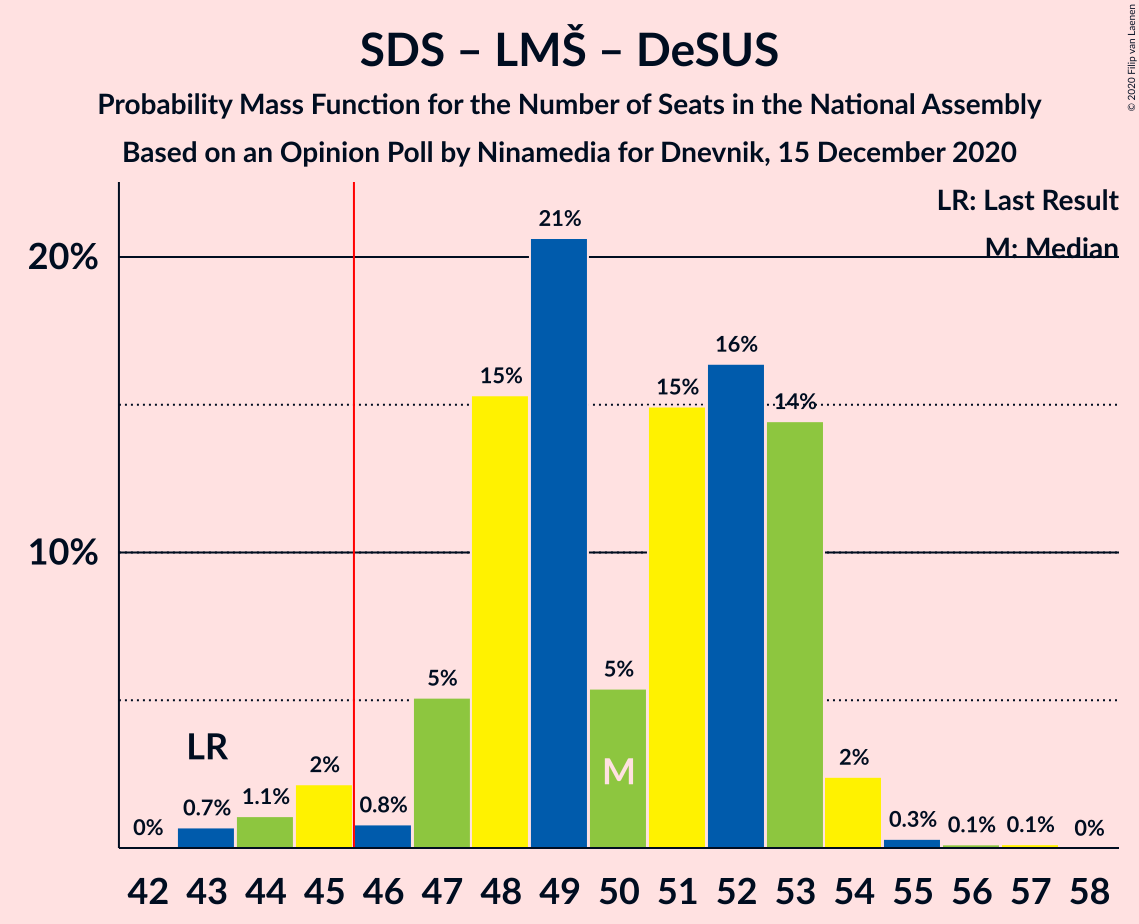 SDS – LMŠ – DeSUS
Probability Mass Function for the Number of Seats in the National Assembly
Based on an Opinion Poll by Ninamedia for Dnevnik, 15 December 2020
© 2020 Filip van Laenen
LR: Last Result
M: Median
20%
10%
0%
0.7%
1.1%
2%
0.8%
5%
15%
21%
5%
15%
16%
14%
2%
0.3%
0.1%
0.1%
0%
LR
M
42 43 44 45 46 47 48 49 50 51 52 53 54 55 56 57 58